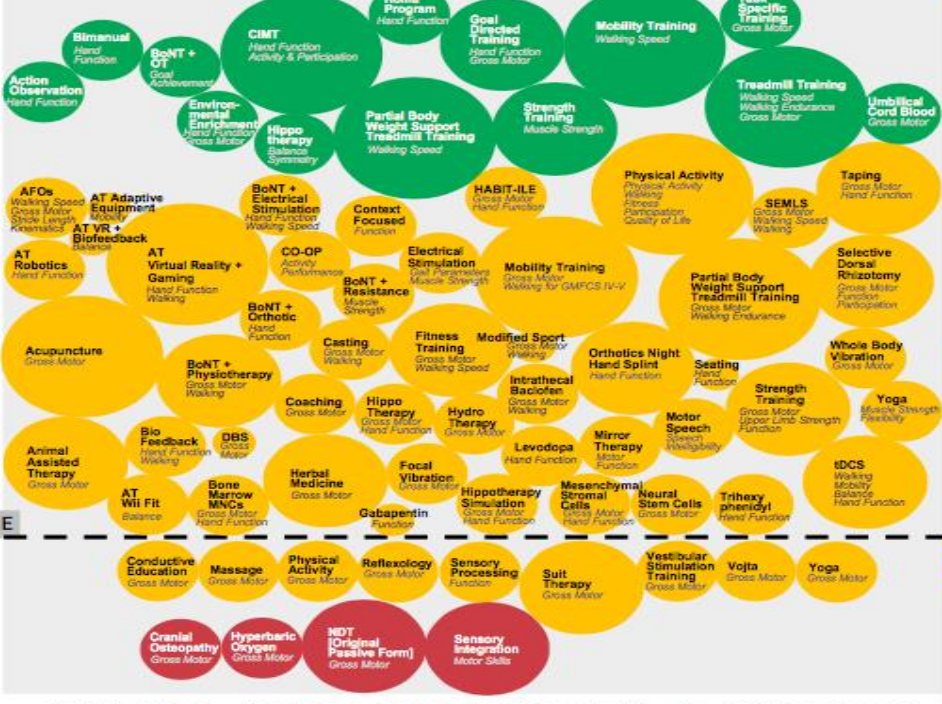 Program
Hand Function
Goal
Directed
Training
Hand Function
Gross Motor
Mobility Training
Walking Speed
Specific
Training
Gross Motor
Bimanual
Hand
Function
BoNT +
OT
Goal
Achievement
CIMT
Hand Function
Activity & Participation
Action
Observation
Hand Function
Environ-
mental
Enrichment
Hand Function
Gross Motor
Hippo
therapy
Balance
Symmetry
Partial Body
Weight Support
Treadmill Training
Walking Speed
Strength
Training
Muscle Strength
Treadmill Training
Walking Speed
Walking Endurance
Gross Motor
Umbilical
Cord Blood
Gross Motor
AFOs
Walking Speed
Gross Motor
Stride Length
Kinematics
AT Adaptive
Equipment
Mobility
AT VR +
Biofeedback
Balance
BoNT +
Electrical
Stimulation
Hand Function
Walking Speed
Context
Focused
Function
HABIT-ILE
Gross Motor
Hand Function
Physical Activity
Physical Activity
Walking
Fitness
Participation
Quality of Life
SEMLS
Gross Motor
Walking Speed
Walking
Taping
Gross Motor
Hand Function
AT
Robotics
Hand Function
AT
Virtual Reality +
Gaming
Hand Function
Walking
CO-OP
Activity
Performance
BoNT +
Resistance
Muscle
Strength
Electrical
Stimulation
Gait Parameters
Muscle Strength
Mobility Training
Gross Motor
Walking for GMFCS IV-V
Partial Body
Weight Support
Treadmill Training
Gross Motor
Walking Endurance
Selective
Dorsal
Rhizotomy
Gross Motor
Function
Participation
Acupuncture
Gross Motor
BoNT +
Orthotic
Hand
Function
BoNT +
Physiotherapy
Gross Motor
Walking
Casting
Gross Motor
Walking
Fitness
Training
Gross Motor
Walking Speed
Modified Sport
Gross Motor
Walking
Orthotics Night
Hand Splint
Hand Function
Seating
Hand
Function
Whole Body
Vibration
Gross Motor
Coaching
Gross Motor
Hippo
Therapy
Gross Motor
Hand Function
Hydro
Therapy
Gross Motor
Intrathecal
Baclofen
Gross Motor
Walking
Motor
Speech
Speech
Intelligibility
Strength
Training
Gross Motor
Upper Limb Strength
Function
Yoga
Muscle Strength
Flexibility
Animal
Assisted
Therapy
Gross Motor
Bio
Feedback
Hand Function
Walking
DBS
Gross
Motor
Herbal
Medicine
Gross Motor
Focal
Vibration
Gross Motor
Levodopa
Hand Function
Mirror
Therapy
Motor
Function
tDCS
Walking
Mobility
Balance
Hand Function
AT
Wii Fit
Balance
Bone
Marrow
MNCs
Gross Motor
Hand Function
Gabapentin
Function
Hippotherapy
Simulation
Gross Motor
Hand Function
Mesenchymal
Stromal
Cells
Gross Motor
Hand Function
Neural
Stem Cells
Gross Motor
Trihexy
phenidyl
Hand Function
E
Conductive
Education
Gross Motor
Massage
Gross Motor
Physical
Activity
Gross Motor
Reflexology
Gross Motor
Sensory
Processing
Function
Suit
Therapy
Gross Motor
Vestibular
Stimulation
Training
Gross Motor
Vojta
Gross Motor
Yoga
Gross Motor
Cranial
Osteopathy
Gross Motor
Hyperbaric
Oxygen
Gross Motor
NDT
[Original
Passive Form]
Gross Motor
Sensory
Integration
Motor Skills